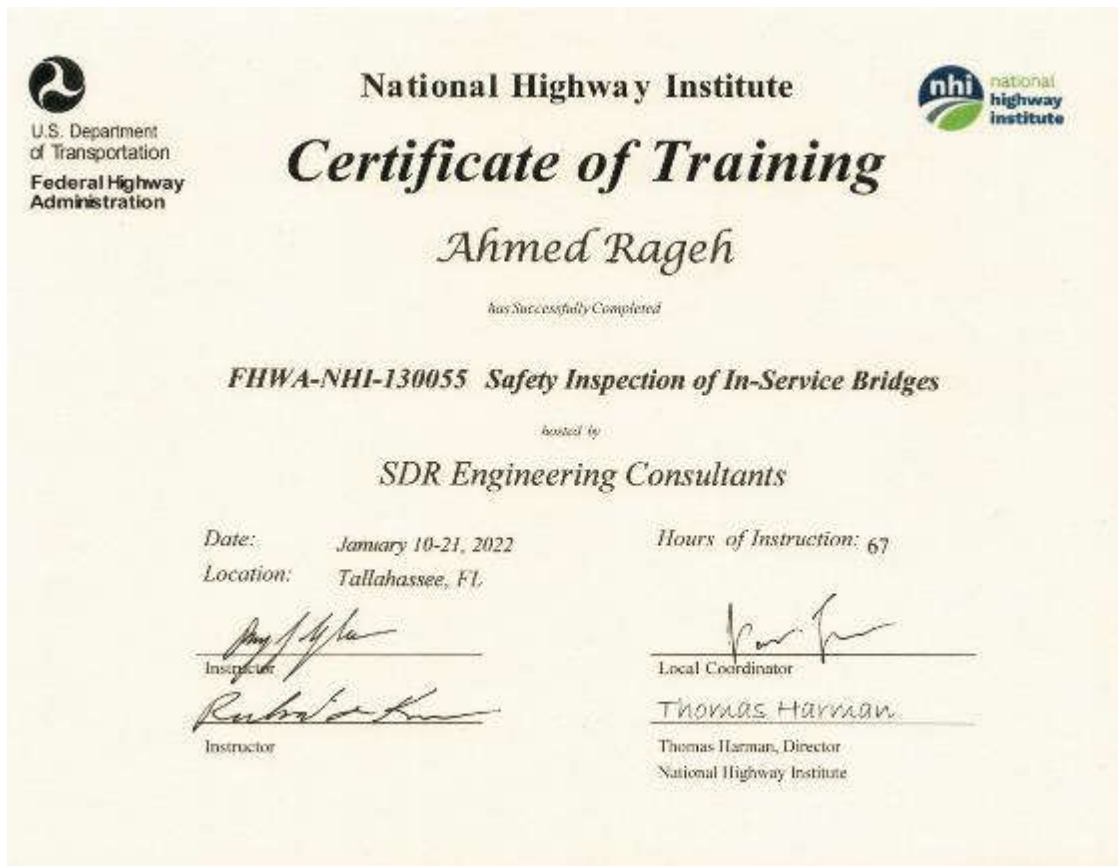 U.S. Department
of Transportation
Federal Highway
Administration
National Highway Institute
nhi national
highway
institute
Certificate of Training
Ahmed Rageh
has Successfully Completed
FHWA-NHI-130055 Safety Inspection of In-Service Bridges
hosted by
SDR Engineering Consultants
Date: January 10-21, 2022
Location: Tallahassee, FL
Hours of Instruction: 67
Instructor
Instructor
Local Coordinator
Thomas Harman
Thomas Harman, Director
National Highway Institute